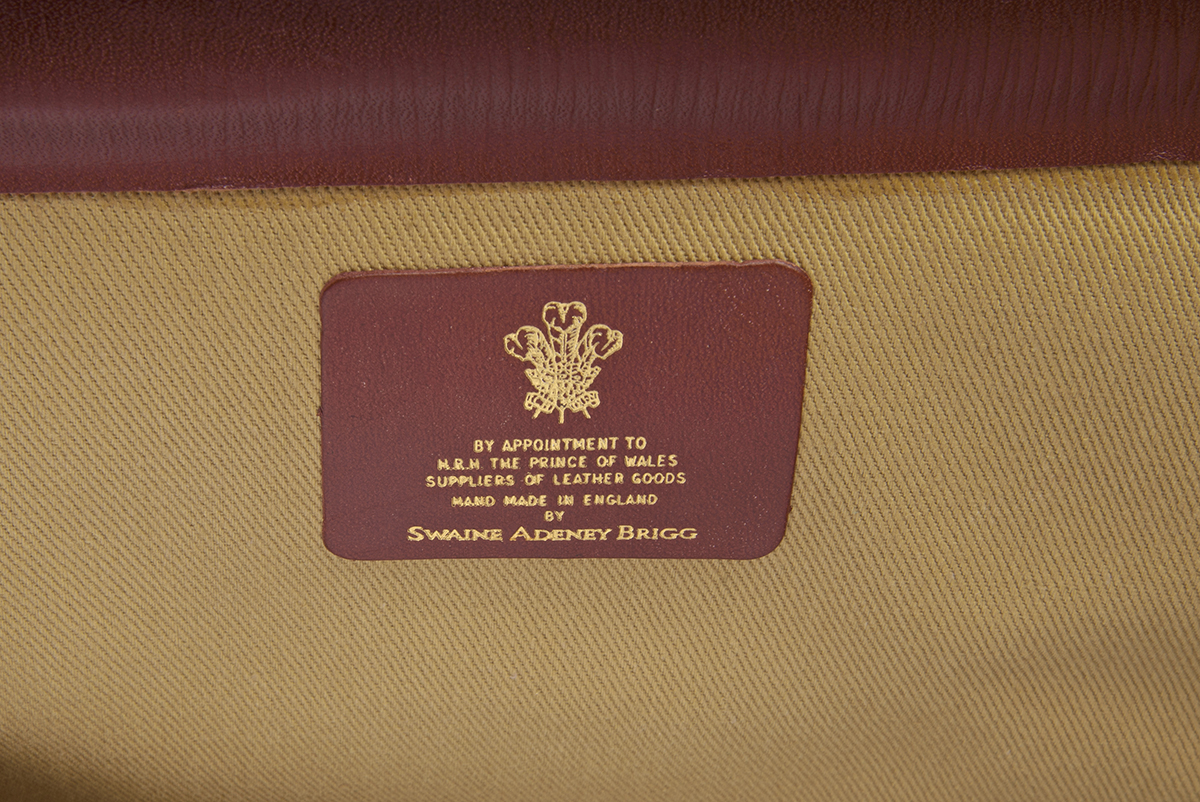 BY APPOINTMENT TO
H.R.H THE PRINCE OF WALES
SUPPLIERS OF LEATHER GOODS
HAND MADE IN ENGLAND
BY
SWAINE ADENEY BRIGG